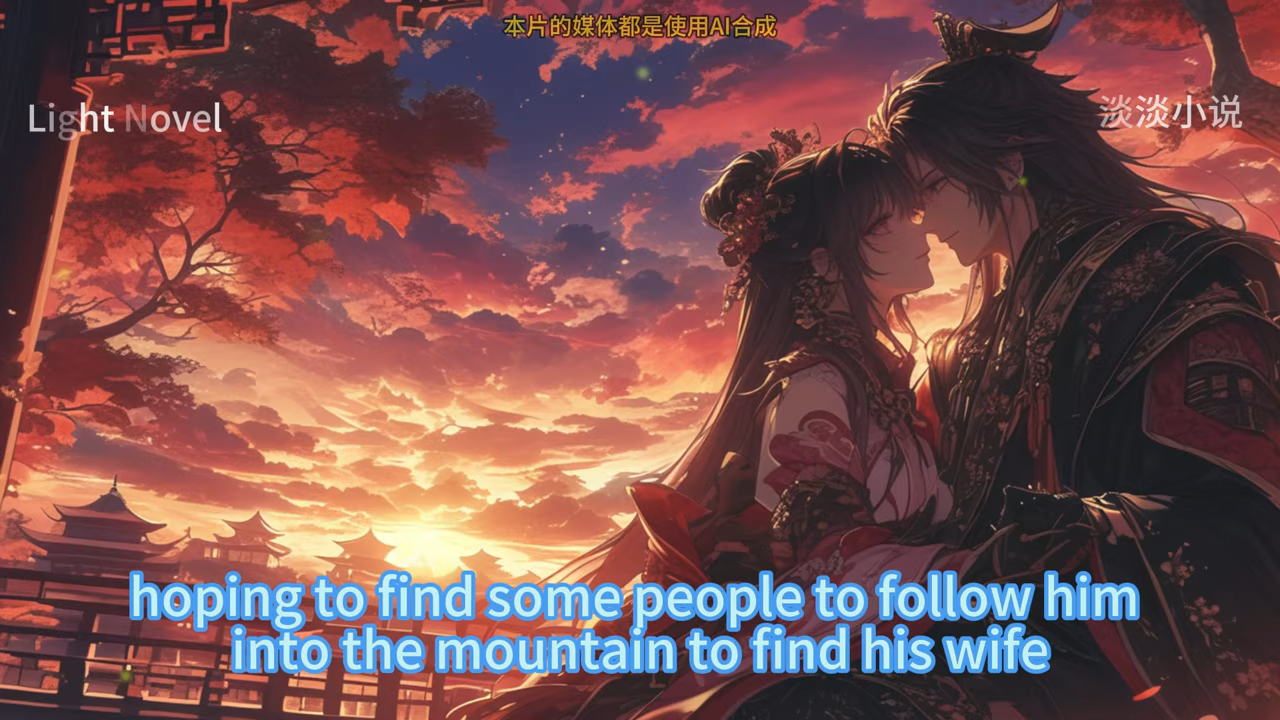 本片的媒体都是使用AI合成
Light Novel
淡淡小说
hoping to find some people to follow him
into the mountain to find his wife